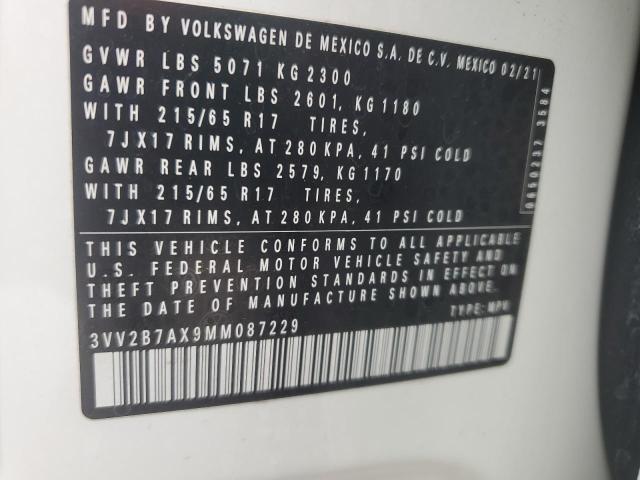 MFD BY VOLKSWAGEN DE MEXICO S.A. DE C.V. MEXICO 02/21
GVWR LBS 5071 KG 2300
GAWR FRONT LBS 2601, KG 1180
WITH 215/65 R17 TIRES,
7JX17 RIMS, AT 280 KPA, 41 PSI COLD
GAWR REAR LBS 2579, KG 1170
WITH 215/65 R17 TIRES,
7JX17 RIMS, AT 280 KPA, 41 PSI COLD
THIS VEHICLE CONFORMS TO ALL APPLICABLE
U.S. FEDERAL MOTOR VEHICLE SAFETY AND
THEFT PREVENTION STANDARDS IN EFFECT ON
THE DATE OF MANUFACTURE SHOWN ABOVE.
3VV2B7AX9MM087229
TYPE: MPV
3584